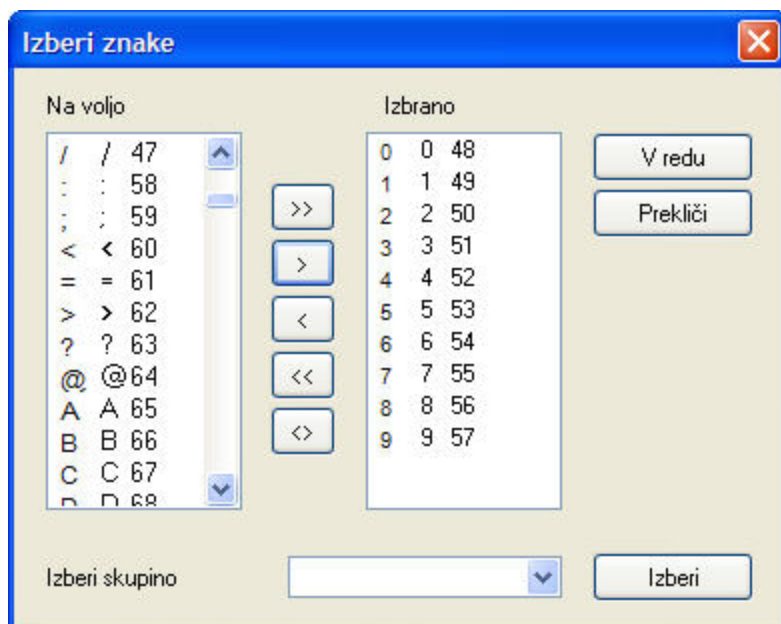 Izberi znake
Na voljo
/ / 47
: : 58
; ; 59
< < 60
= = 61
> > 62
? ? 63
@ @ 64
A A 65
B B 66
C C 67
D D 68
>>
>
<
<<
<>
Izbrano
0 0 48
1 1 49
2 2 50
3 3 51
4 4 52
5 5 53
6 6 54
7 7 55
8 8 56
9 9 57
V redu
Prekliči
Izberi skupino
Izberi